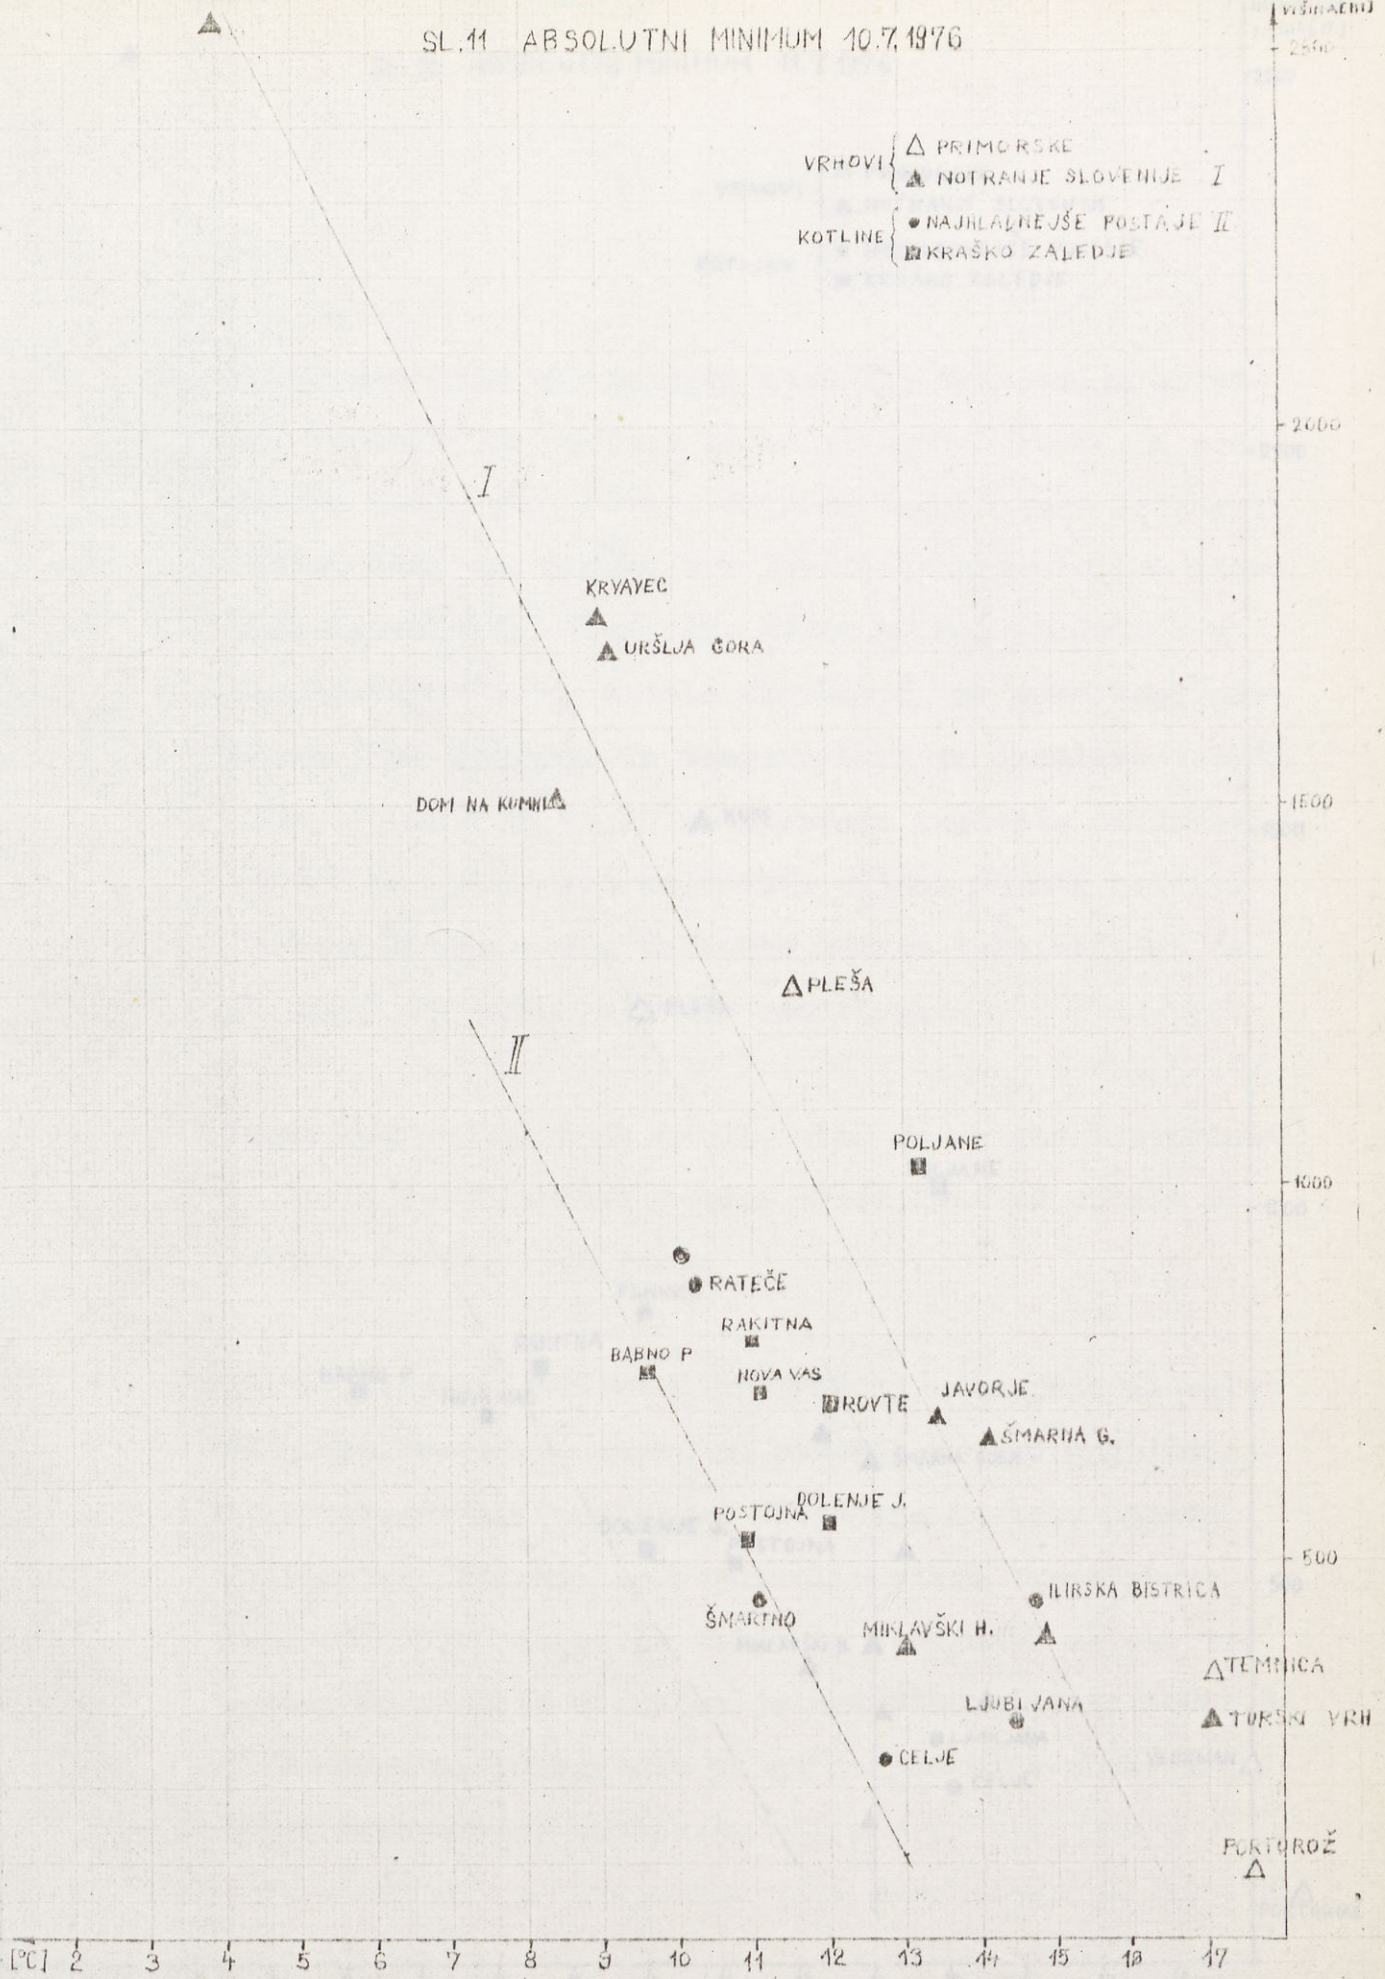 SL.11 ABSOLUTNI MINIMUM 10.7.1976
VIŠINA [M]
2500
VRHOVI
PRIMORSKE
NOTRANJE SLOVENIJE I
KOTLINE
NAJHLADNEJŠE POSTAJE II
KRAŠKO ZALEDJE
2000
I
KRVAVEC
URŠLJA GORA
DOM NA KOMNI
1500
PLEŠA
II
POLJANE
1000
RATEČE
RAKITNA
BABNO P
NOVA VAS
ROVTE
JAVORJE
ŠMARNA G.
DOLENJE J.
POSTOJNA
500
ILIRSKA BISTRICA
ŠMARTNO
MIKLAVŠKI H.
TEMNICA
LJUBLJANA
TURSKI VRH
CELJE
PORTOROŽ
[°C] 2 3 4 5 6 7 8 9 10 11 12 13 14 15 16 17